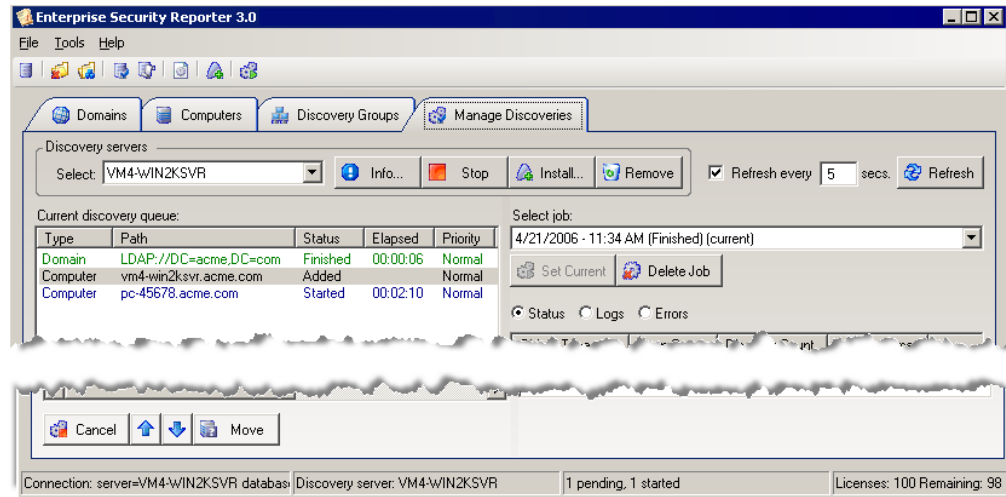 Enterprise Security Reporter 3.0
File Tools Help
Domains Computers Discovery Groups Manage Discoveries
Discovery servers
Select: VM4-WIN2KSVR Info... Stop Install... Remove Refresh every 5 secs. Refresh
Current discovery queue: Select job:
Type Path Status Elapsed Priority 4/21/2006 - 11:34 AM (Finished) (current)
Domain LDAP://DC=acme,DC=com Finished 00:00:06 Normal
Computer vm4-win2ksvr.acme.com Added Normal Set Current Delete Job
Computer pc-45678.acme.com Started 00:02:10 Normal
Status Logs Errors
Cancel Move
Connection: server=VM4-WIN2KSVR databas Discovery server: VM4-WIN2KSVR 1 pending, 1 started Licenses: 100 Remaining: 98